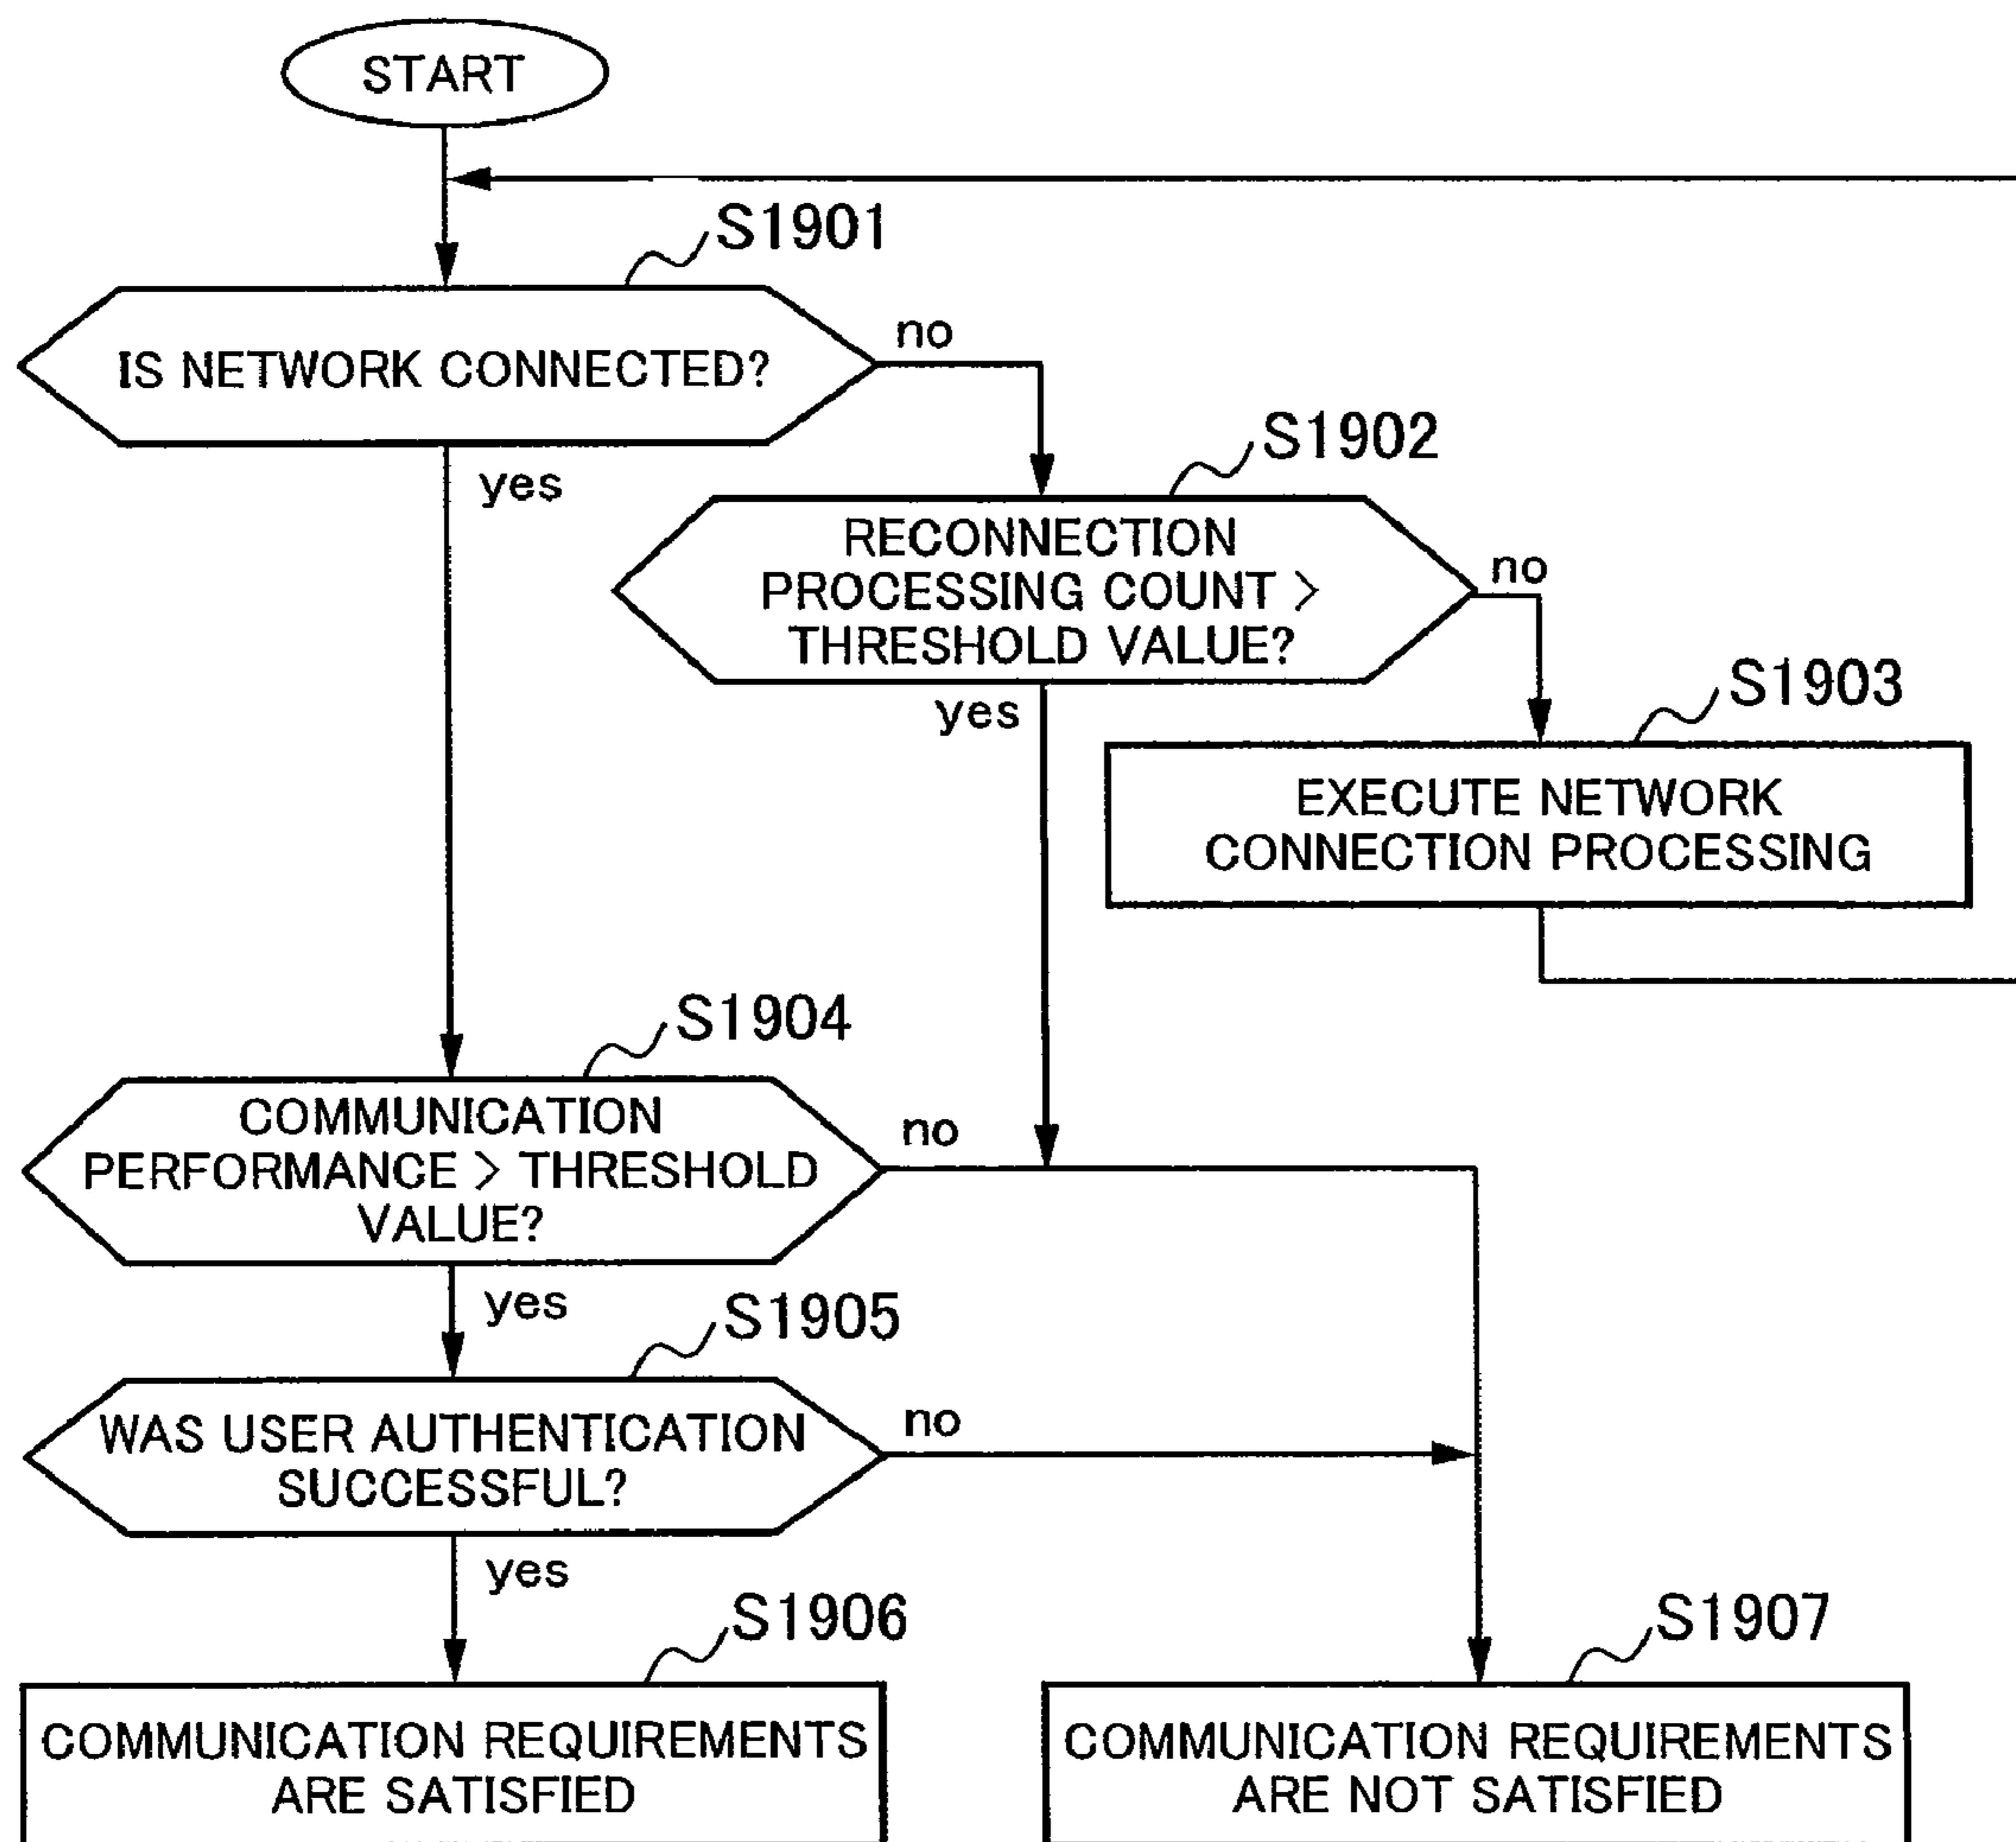 START
S1901
IS NETWORK CONNECTED?
no
yes
S1902
RECONNECTION
PROCESSING COUNT >
THRESHOLD VALUE?
no
yes
S1903
EXECUTE NETWORK
CONNECTION PROCESSING
S1904
COMMUNICATION
PERFORMANCE > THRESHOLD
VALUE?
no
yes
S1905
WAS USER AUTHENTICATION
SUCCESSFUL?
no
yes
S1906
COMMUNICATION REQUIREMENTS
ARE SATISFIED
S1907
COMMUNICATION REQUIREMENTS
ARE NOT SATISFIED